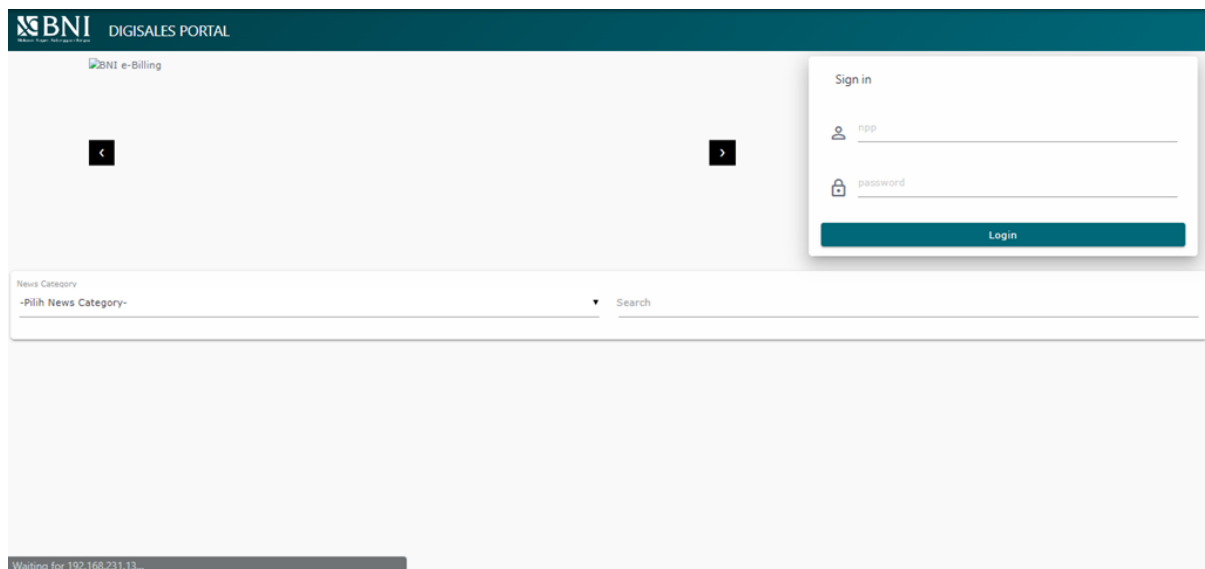 BNI DIGISALES PORTAL
BNI e-Billing
Sign in
npp
password
Login
News Category
-Pilih News Category-
Search
Waiting for 192.168.231.13...